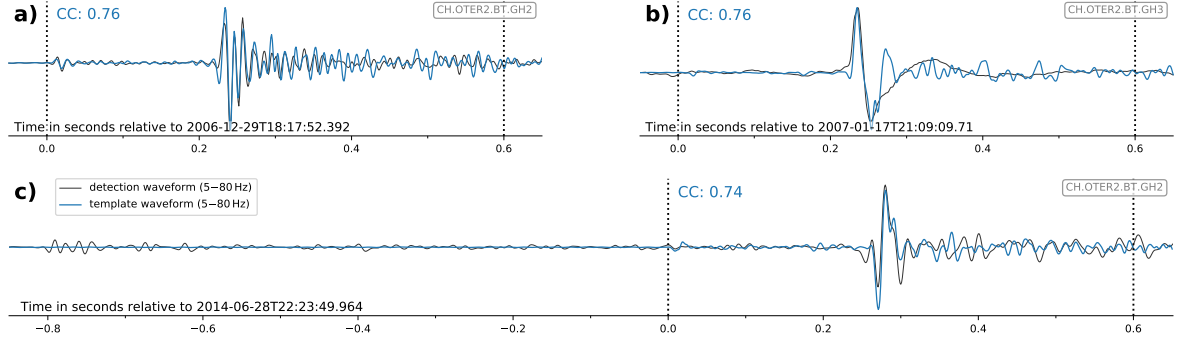 a)
CC: 0.76
CH.OTER2.BT.GH2
Time in seconds relative to 2006-12-29T18:17:52.392
0.0 0.2 0.4 0.6
b)
CC: 0.76
CH.OTER2.BT.GH3
Time in seconds relative to 2007-01-17T21:09:09.71
0.0 0.2 0.4 0.6
c)
detection waveform (5−80 Hz)
template waveform (5−80 Hz)
CC: 0.74
CH.OTER2.BT.GH2
Time in seconds relative to 2014-06-28T22:23:49.964
−0.8 −0.6 −0.4 −0.2 0.0 0.2 0.4 0.6